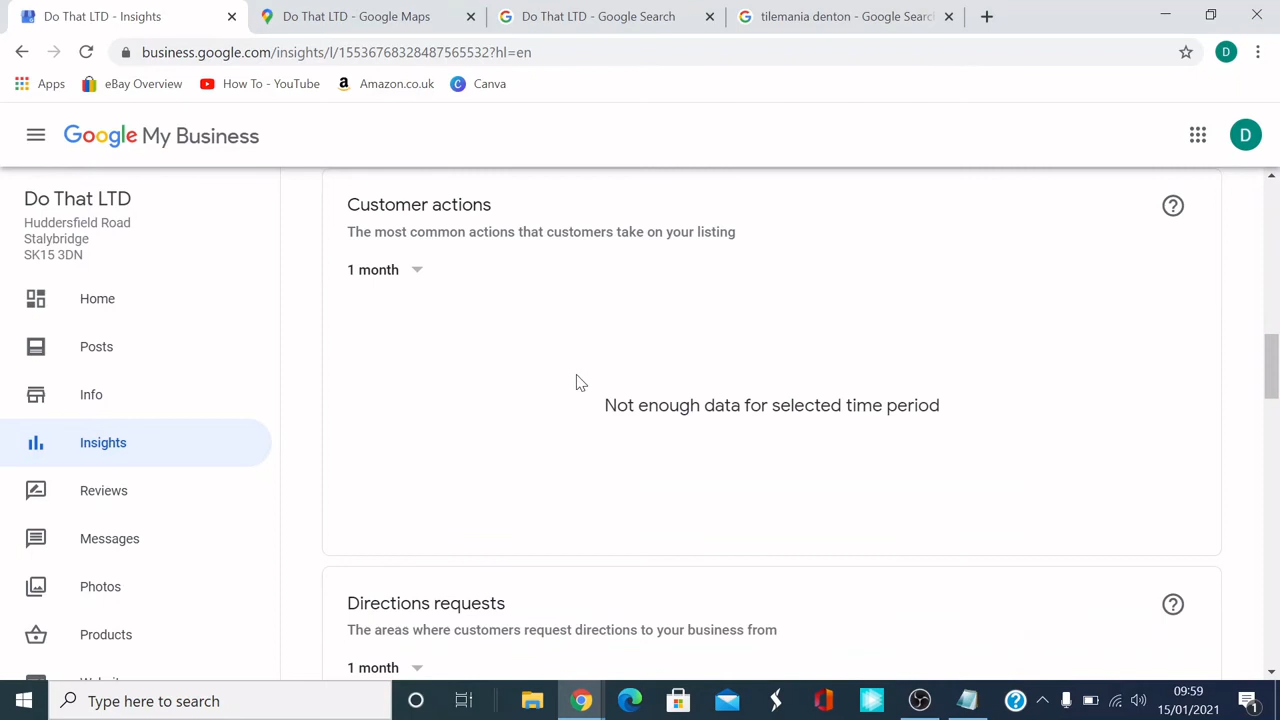 Do That LTD - Insights
Do That LTD - Google Maps
Do That LTD - Google Search
tilemania denton - Google Searc
business.google.com/insights/l/15536768328487565532?hl=en
D
Apps
eBay Overview
How To - YouTube
Amazon.co.uk
Canva
Google My Business
D
Do That LTD
Huddersfield Road
Stalybridge
SK15 3DN
Home
Posts
Info
Insights
Reviews
Messages
Photos
Products
Customer actions
The most common actions that customers take on your listing
1 month
Not enough data for selected time period
Directions requests
The areas where customers request directions to your business from
1 month
Type here to search
09:59
15/01/2021
1